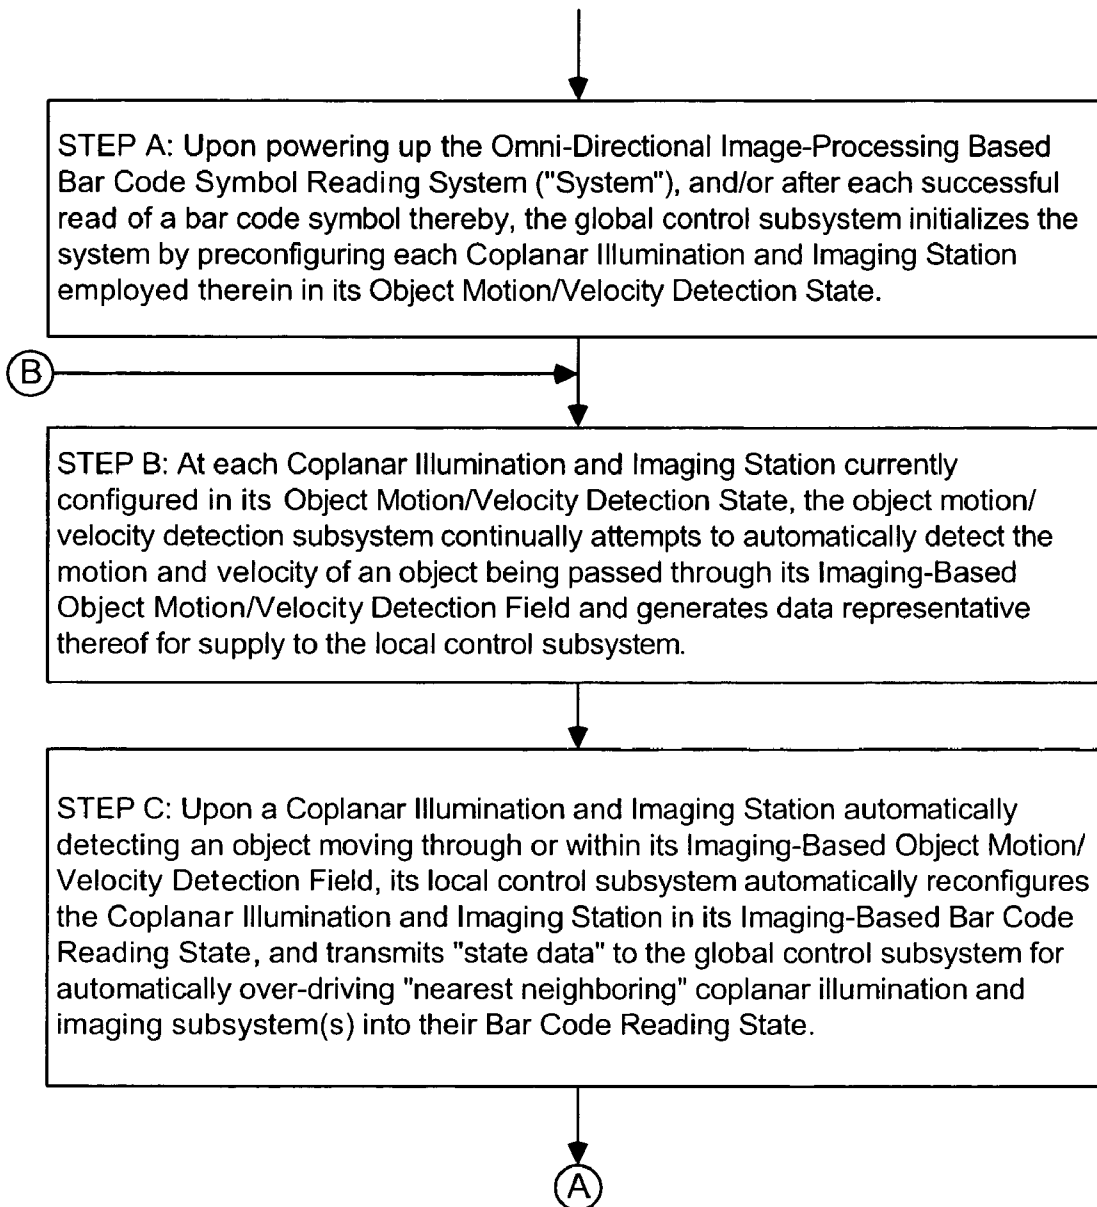 STEP A: Upon powering up the Omni-Directional Image-Processing Based
Bar Code Symbol Reading System ("System"), and/or after each successful
read of a bar code symbol thereby, the global control subsystem initializes the
system by preconfiguring each Coplanar Illumination and Imaging Station
employed therein in its Object Motion/Velocity Detection State.
B
STEP B: At each Coplanar Illumination and Imaging Station currently
configured in its Object Motion/Velocity Detection State, the object motion/
velocity detection subsystem continually attempts to automatically detect the
motion and velocity of an object being passed through its Imaging-Based
Object Motion/Velocity Detection Field and generates data representative
thereof for supply to the local control subsystem.
STEP C: Upon a Coplanar Illumination and Imaging Station automatically
detecting an object moving through or within its Imaging-Based Object Motion/
Velocity Detection Field, its local control subsystem automatically reconfigures
the Coplanar Illumination and Imaging Station in its Imaging-Based Bar Code
Reading State, and transmits "state data" to the global control subsystem for
automatically over-driving "nearest neighboring" coplanar illumination and
imaging subsystem(s) into their Bar Code Reading State.
A